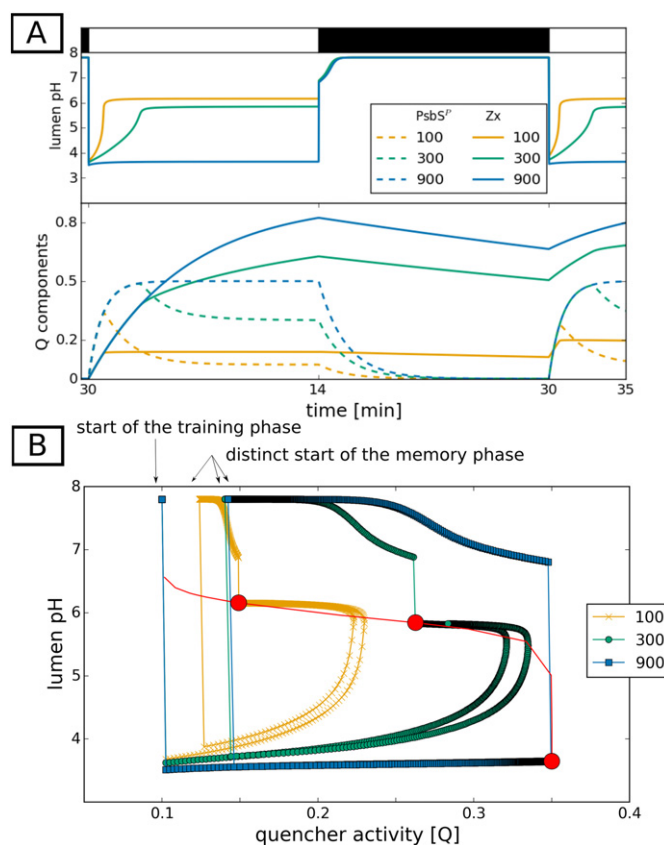 A
8
7
6
5
4
3
2
lumen pH
PsbSᴾ Zx
100 100
300 300
900 900
0.8
0.5
0.2
0
Q components
30 14 30 35
time [min]
start of the training phase
B
distinct start of the memory phase
8
7
6
5
4
lumen pH
100
300
900
0.1 0.2 0.3 0.4
quencher activity [Q]